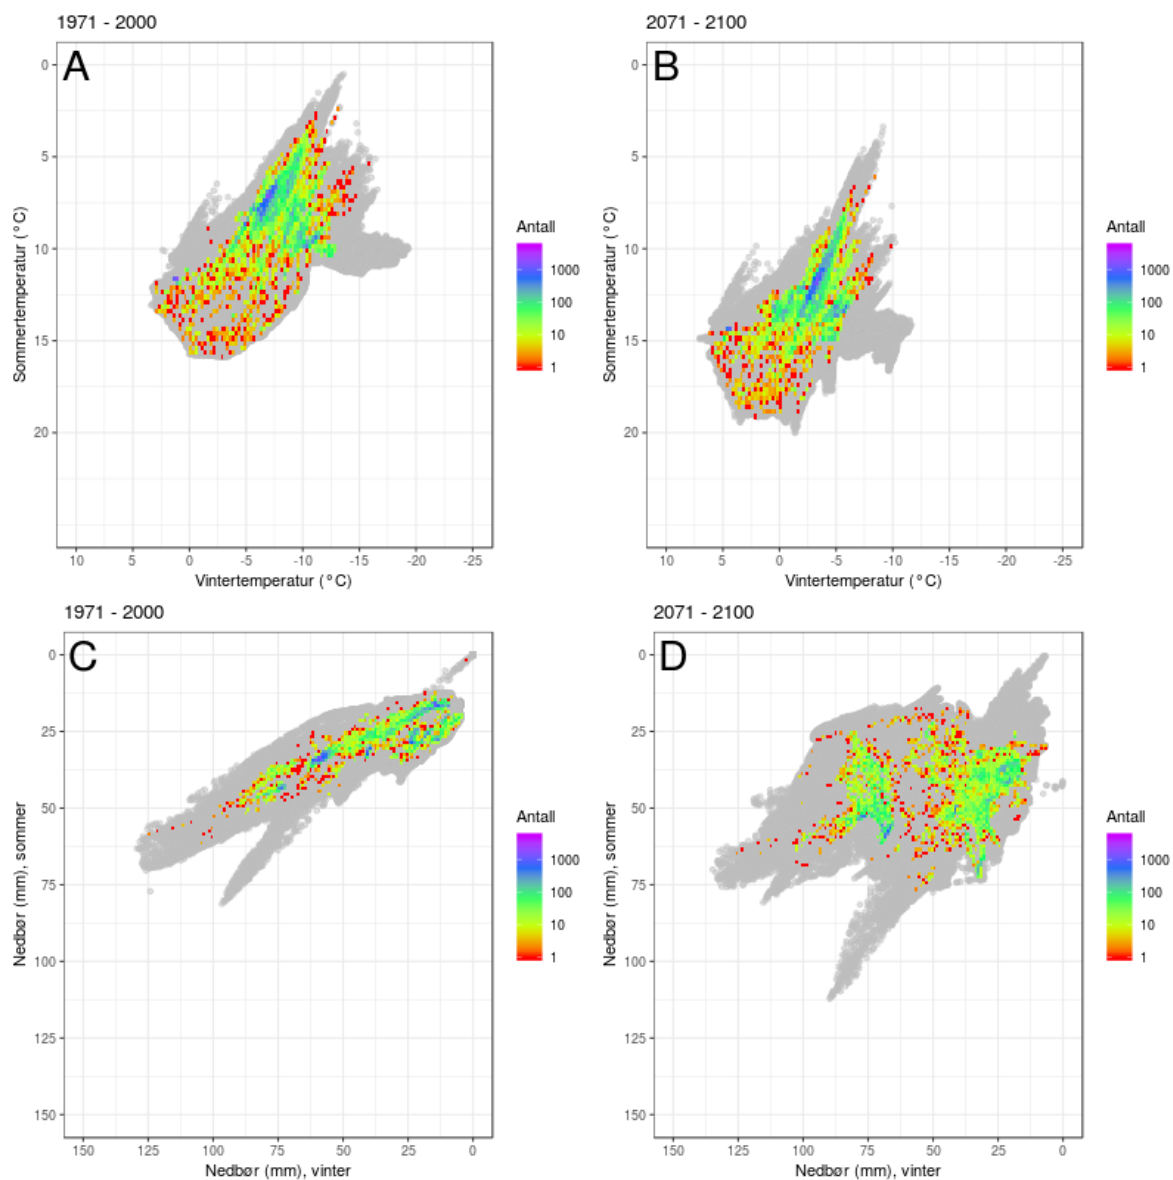 1971 - 2000
A
0
5
10
15
20
10 5 0 -5 -10 -15 -20 -25
Vintertemperatur (°C)
Sommertemperatur (°C)
Antall
1000
100
10
1
2071 - 2100
B
0
5
10
15
20
10 5 0 -5 -10 -15 -20 -25
Vintertemperatur (°C)
Sommertemperatur (°C)
Antall
1000
100
10
1
1971 - 2000
C
0
25
50
75
100
125
150
150 125 100 75 50 25 0
Nedbør (mm), vinter
Nedbør (mm), sommer
Antall
1000
100
10
1
2071 - 2100
D
0
25
50
75
100
125
150
150 125 100 75 50 25 0
Nedbør (mm), vinter
Nedbør (mm), sommer
Antall
1000
100
10
1